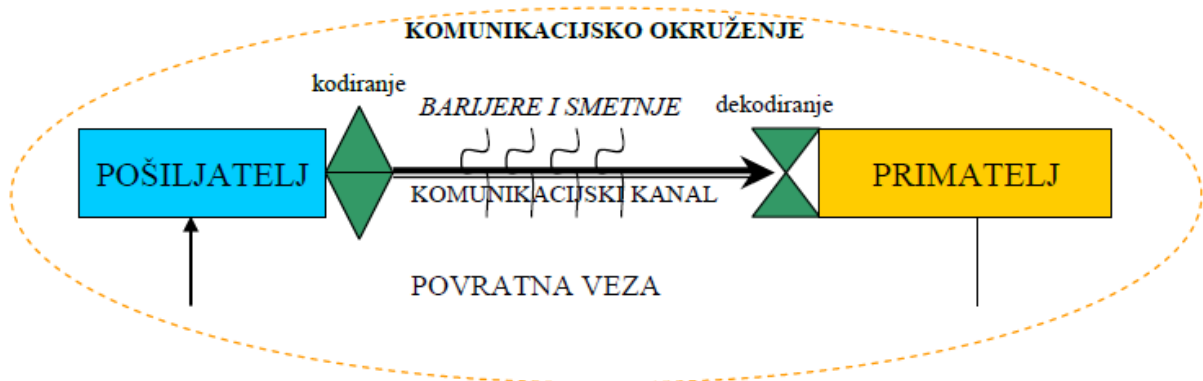 KOMUNIKACIJSKO OKRUŽENJE
kodiranje
BARIJERE I SMETNJE
dekodiranje
POŠILJATELJ
PRIMATELJ
KOMUNIKACIJSKI KANAL
POVRATNA VEZA